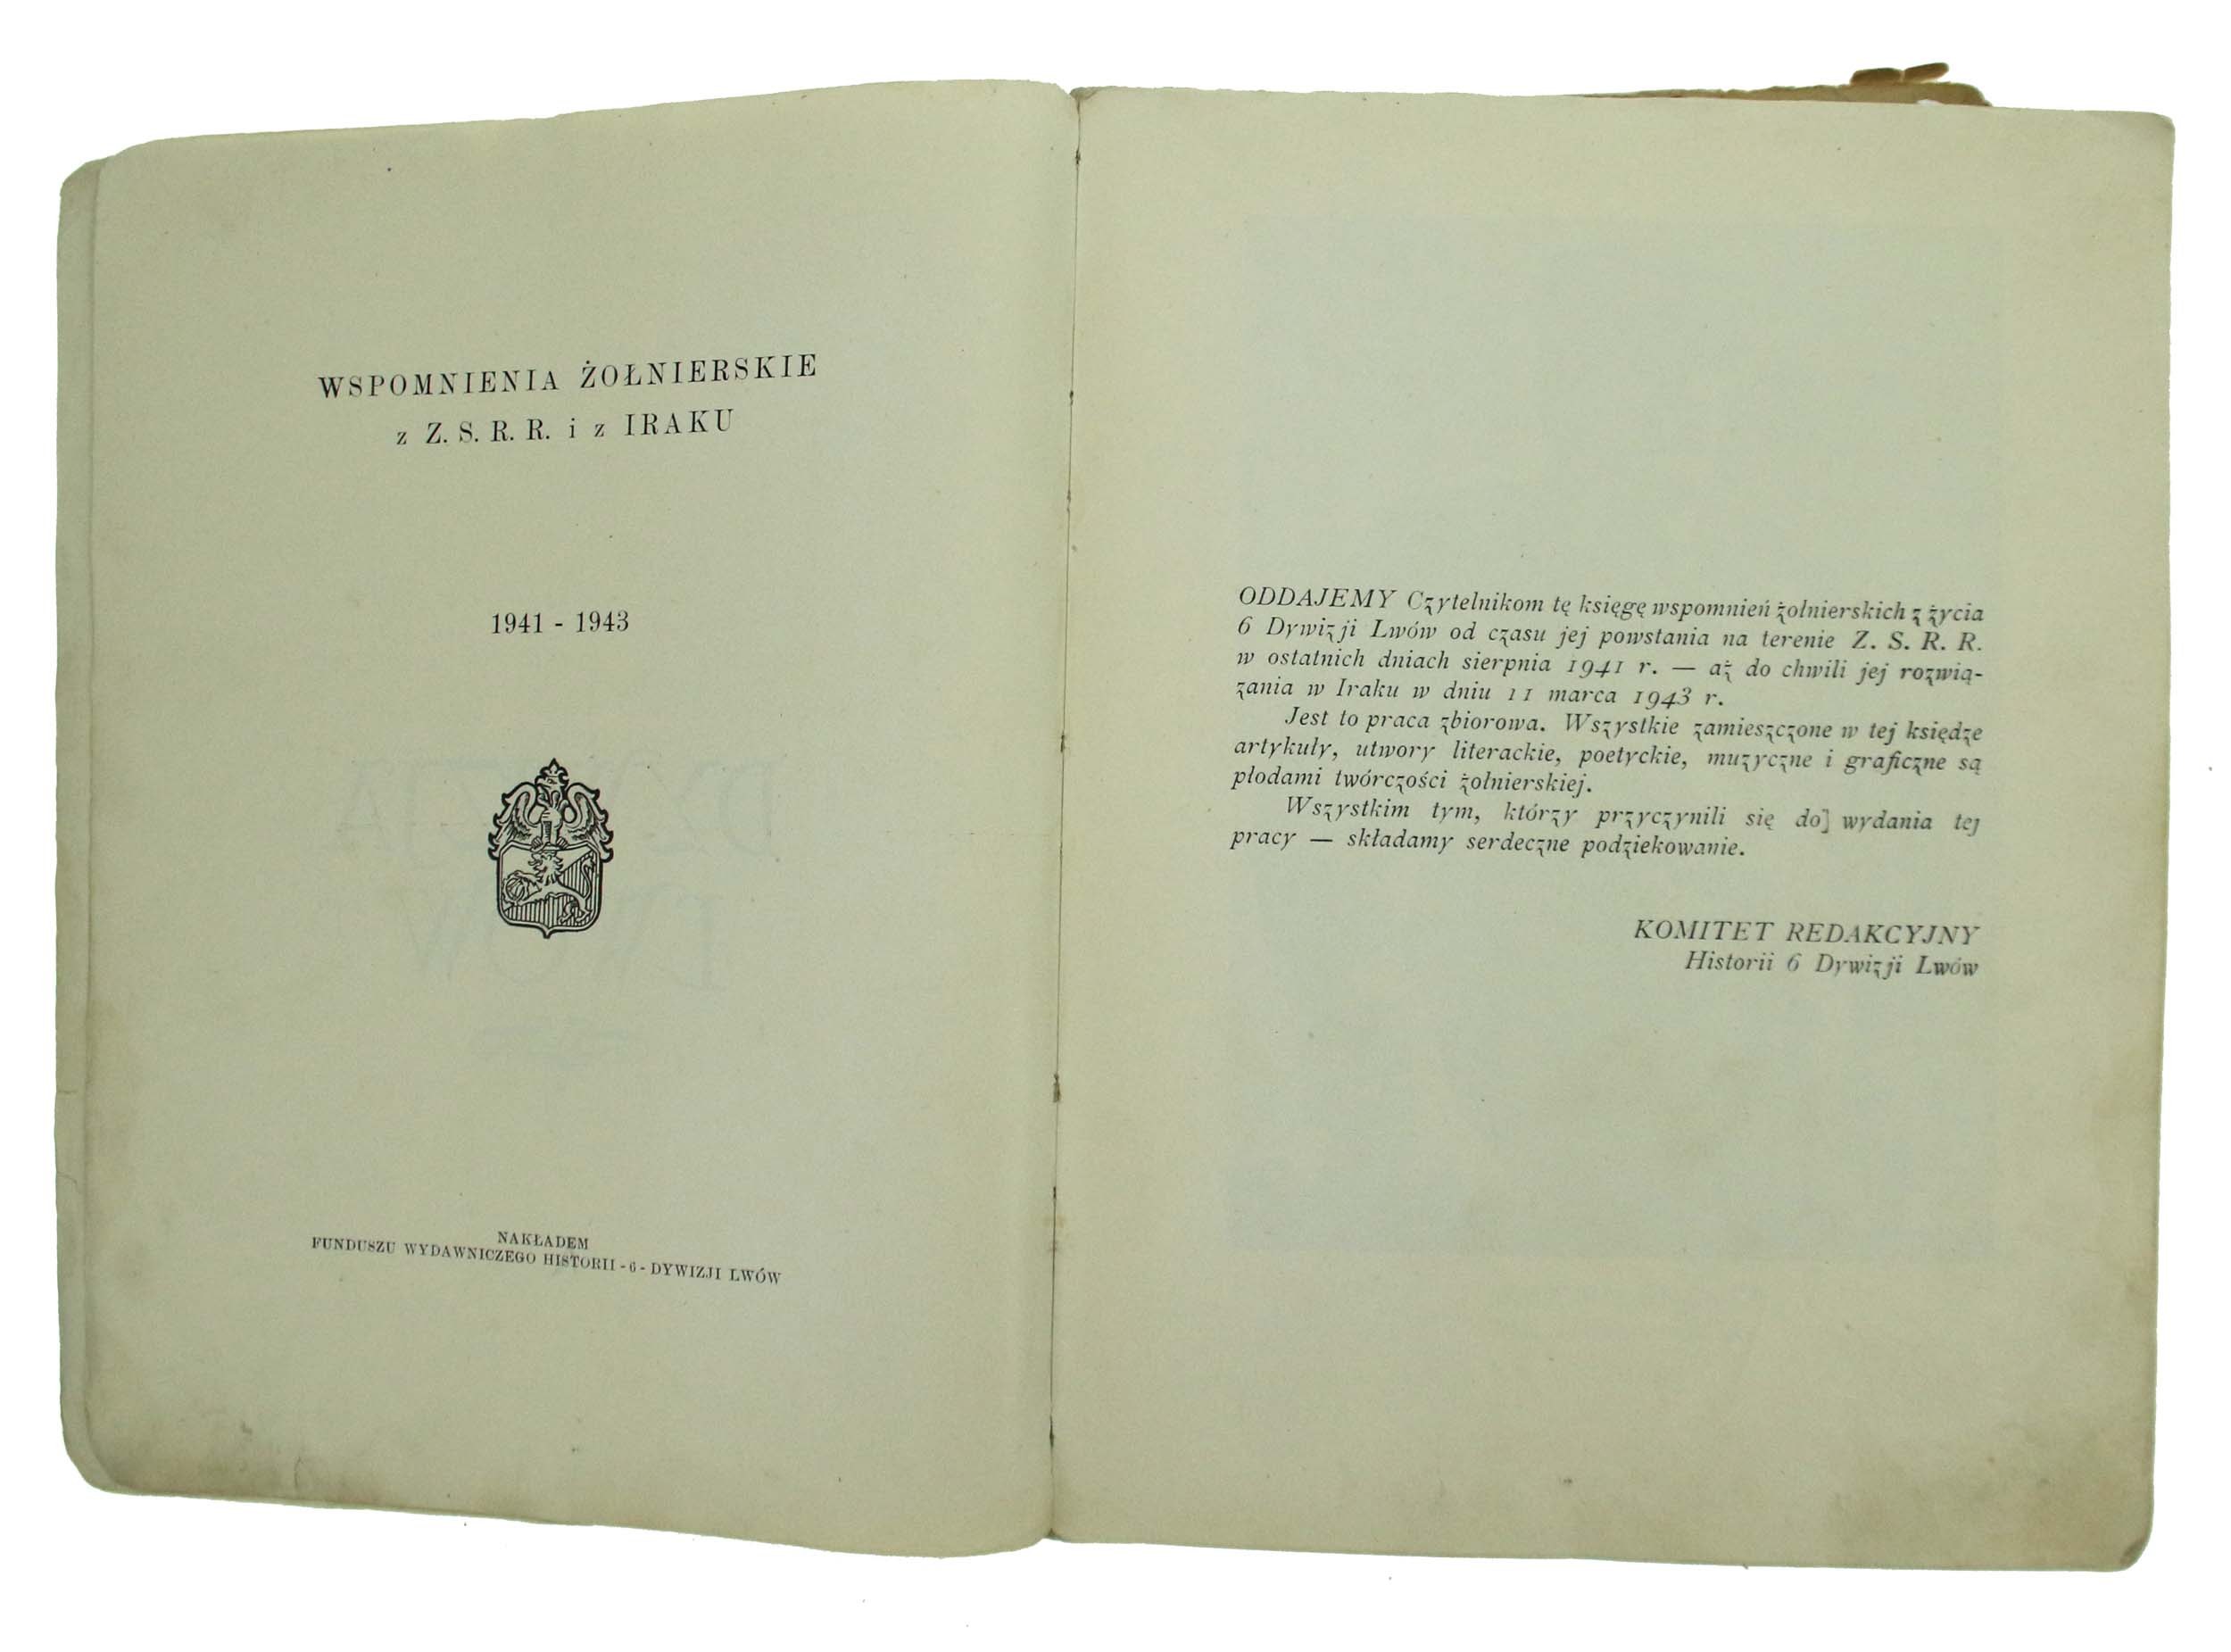 WSPOMNIENIA ŻOŁNIERSKIE
z Z. S. R. R. i z IRAKU
1941 - 1943
NAKŁADEM
FUNDUSZU WYDAWNICZEGO HISTORII - 6 - DYWIZJI LWÓW
ODDAJEMY Czytelnikom tę księgę wspomnień żołnierskich z życia
6 Dywizji Lwów od czasu jej powstania na terenie Z. S. R. R.
w ostatnich dniach sierpnia 1941 r. — aż do chwili jej rozwią-
zania w Iraku w dniu 11 marca 1943 r.
Jest to praca zbiorowa. Wszystkie zamieszczone w tej księdze
artykuły, utwory literackie, poetyckie, muzyczne i graficzne są
płodami twórczości żołnierskiej.
Wszystkim tym, którzy przyczynili się do] wydania tej
pracy — składamy serdeczne podziekowanie.
KOMITET REDAKCYJNY
Historii 6 Dywizji Lwów